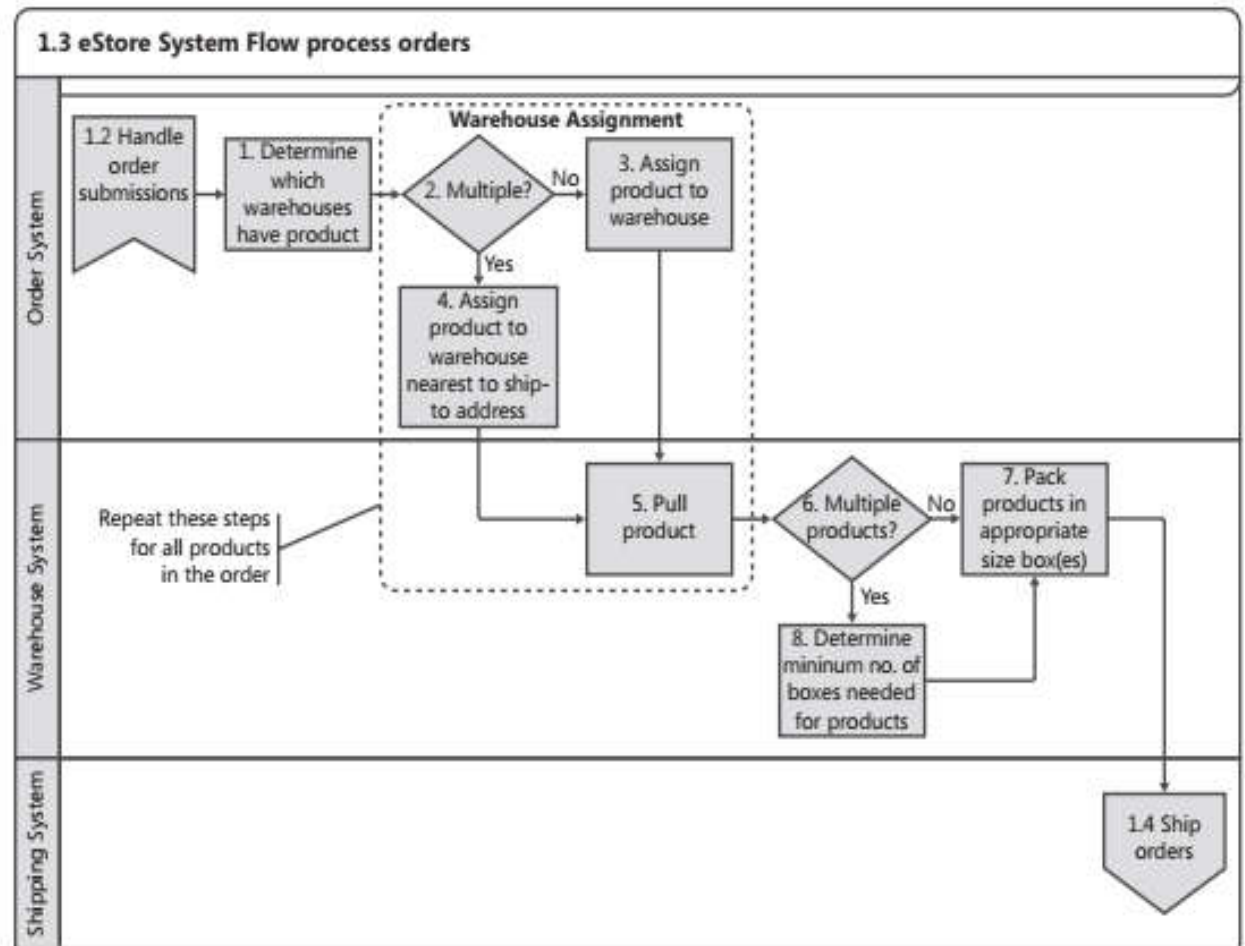 1.3 eStore System Flow process orders
Order System
1.2 Handle
order
submissions
1. Determine
which
warehouses
have product
Warehouse Assignment
2. Multiple?
No
3. Assign
product to
warehouse
Yes
4. Assign
product to
warehouse
nearest to ship-
to address
Warehouse System
Repeat these steps
for all products
in the order
5. Pull
product
6. Multiple
products?
No
7. Pack
products in
appropriate
size box(es)
Yes
8. Determine
mininum no. of
boxes needed
for products
Shipping System
1.4 Ship
orders